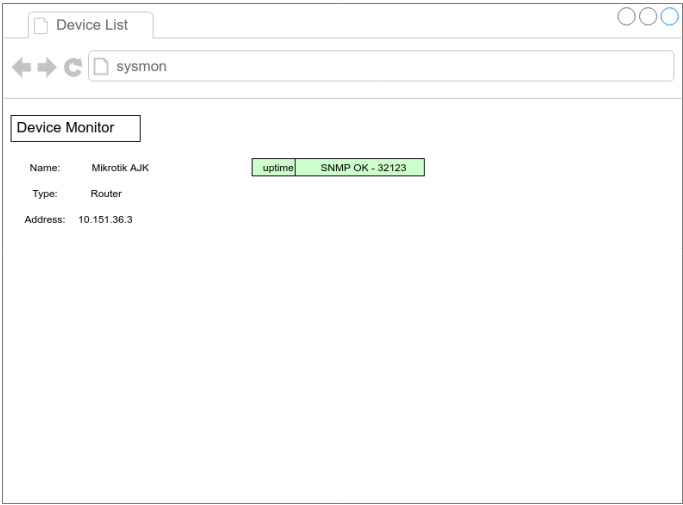 Device List
sysmon
Device Monitor
Name: Mikrotik AJK uptime SNMP OK - 32123
Type: Router
Address: 10.151.36.3